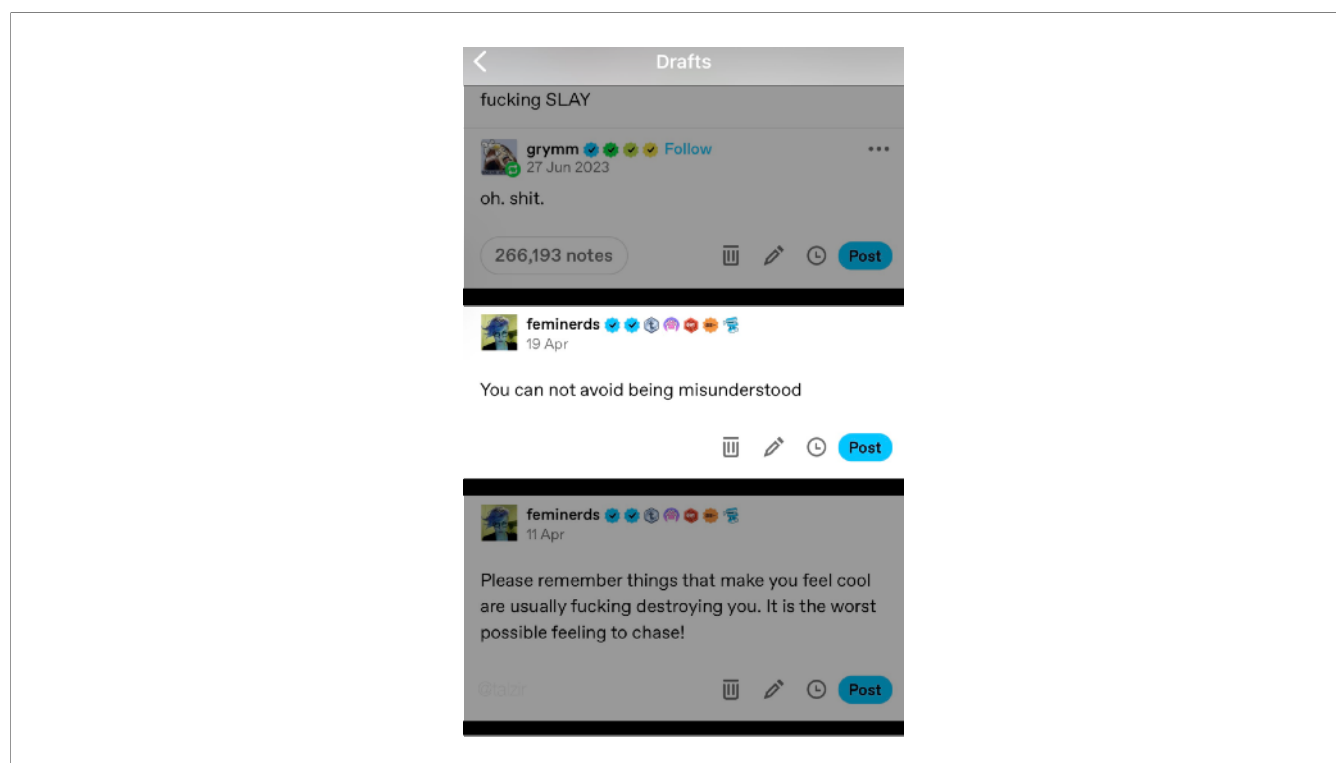 Drafts
fucking SLAY
grymm Follow
27 Jun 2023
oh. shit.
266,193 notes
Post
feminerds
19 Apr
You can not avoid being misunderstood
Post
feminerds
11 Apr
Please remember things that make you feel cool
are usually fucking destroying you. It is the worst
possible feeling to chase!
Post